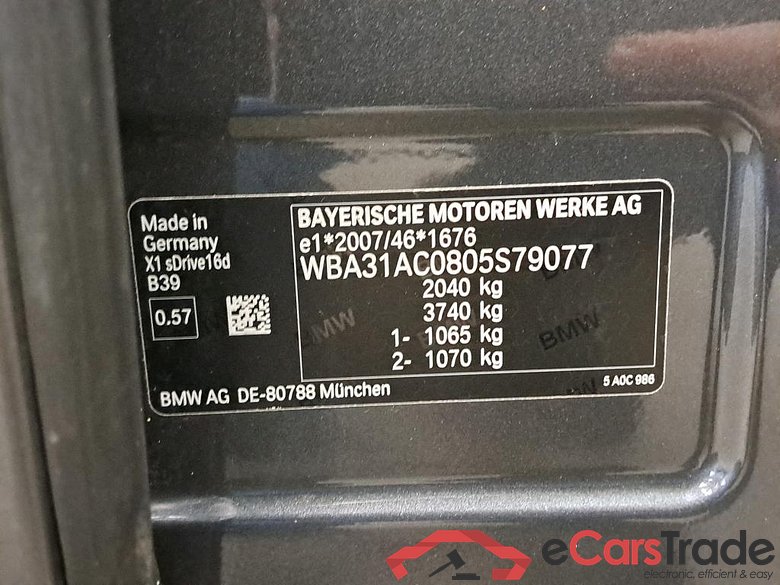 Made in
Germany
X1 sDrive16d
B39
0.57
BAYERISCHE MOTOREN WERKE AG
e1*2007/46*1676
WBA31AC0805S79077
2040 kg
3740 kg
1- 1065 kg
2- 1070 kg
BMW
BMW
BMW AG DE-80788 München
5 A0C 986
eCarsTrade
electronic, efficient & easy